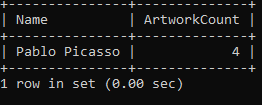 +---------------+--------------+
| Name          | ArtworkCount |
+---------------+--------------+
| Pablo Picasso |            4 |
+---------------+--------------+
1 row in set (0.00 sec)